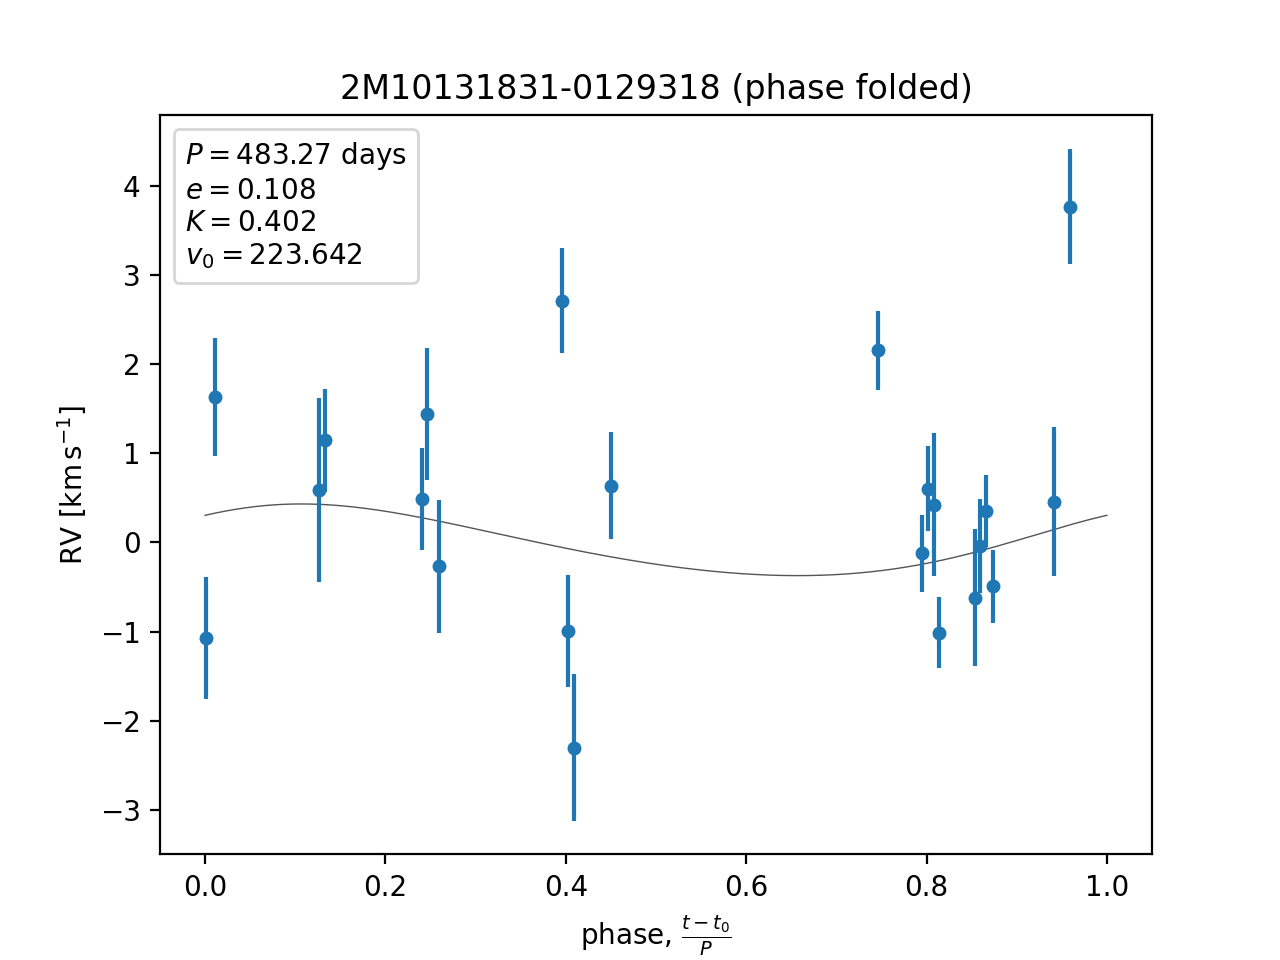 2M10131831-0129318 (phase folded)
P = 483.27 days
e = 0.108
K = 0.402
v₀ = 223.642
4
3
2
1
0
−1
−2
−3
RV [km s⁻¹]
0.0 0.2 0.4 0.6 0.8 1.0
phase, (t − t₀)/P